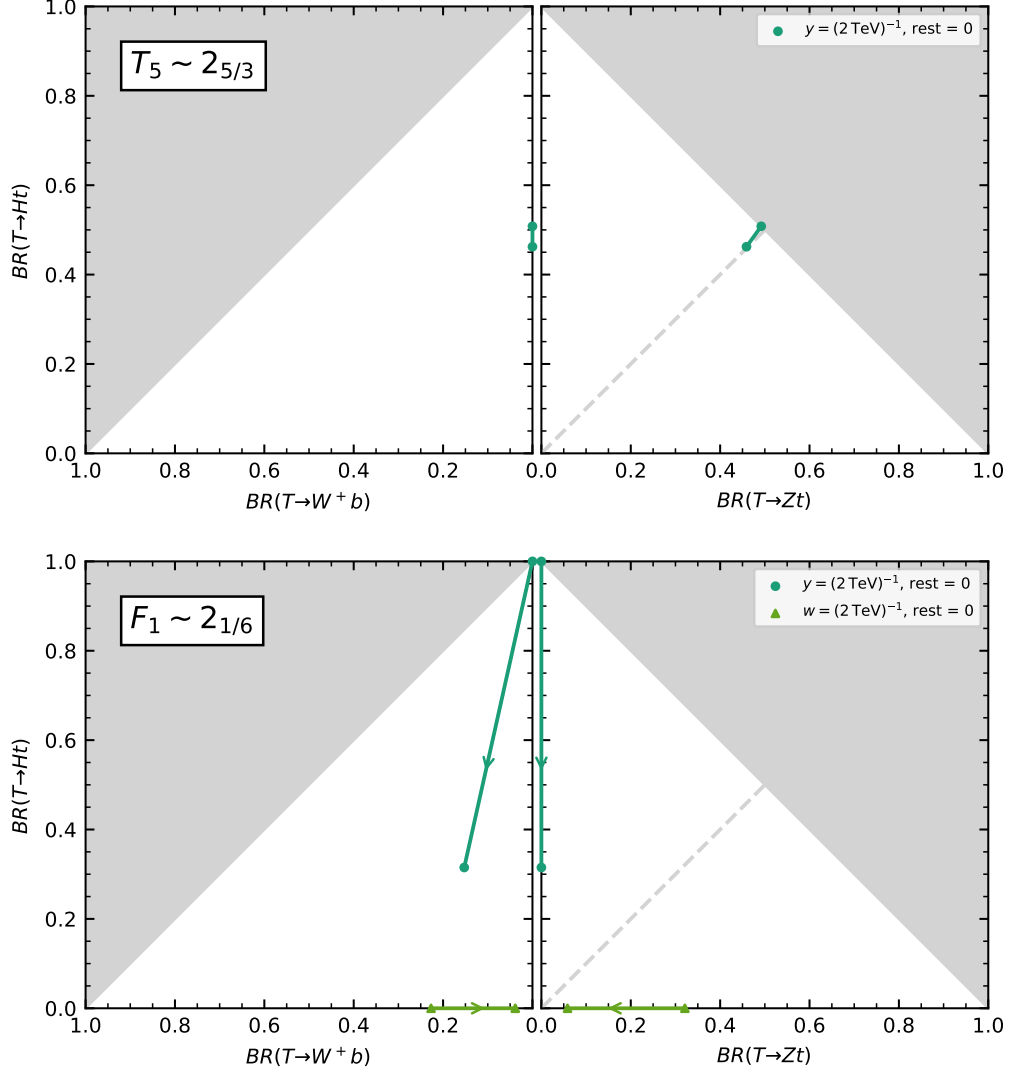 T₅ ~ 2₅/₃
y = (2 TeV)⁻¹, rest = 0
BR(T→Ht)
1.0
0.8
0.6
0.4
0.2
0.0
1.0 0.8 0.6 0.4 0.2 0 0.0 0.2 0.4 0.6 0.8 1.0
BR(T→W⁺b) BR(T→Zt)
F₁ ~ 2₁/₆
y = (2 TeV)⁻¹, rest = 0
w = (2 TeV)⁻¹, rest = 0
BR(T→Ht)
1.0
0.8
0.6
0.4
0.2
0.0
1.0 0.8 0.6 0.4 0.2 0.0 0.2 0.4 0.6 0.8 1.0
BR(T→W⁺b) BR(T→Zt)